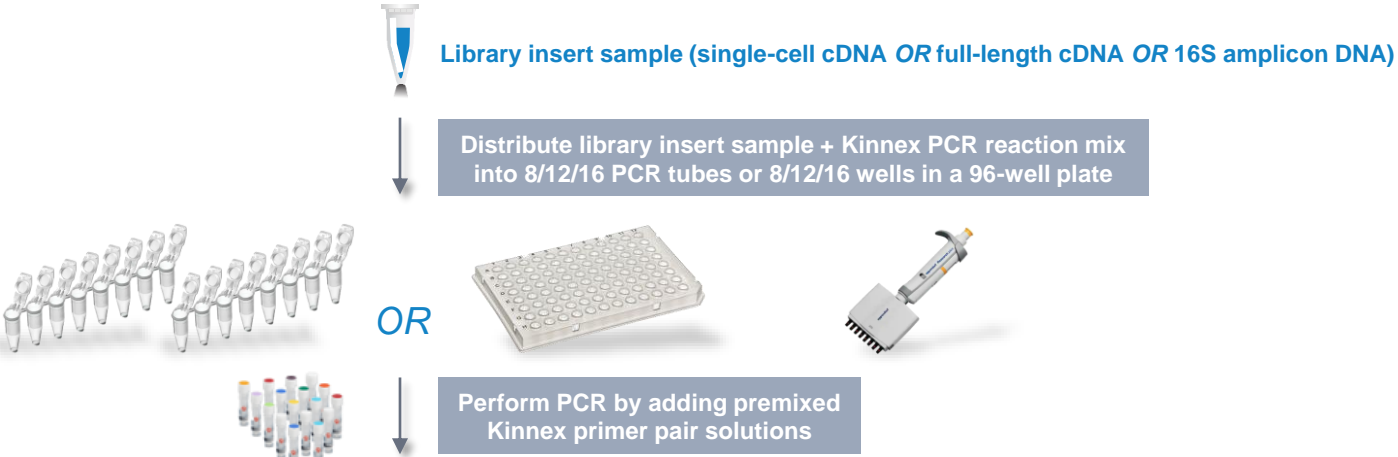 Library insert sample (single-cell cDNA OR full-length cDNA OR 16S amplicon DNA)
Distribute library insert sample + Kinnex PCR reaction mix
into 8/12/16 PCR tubes or 8/12/16 wells in a 96-well plate
OR
Perform PCR by adding premixed
Kinnex primer pair solutions